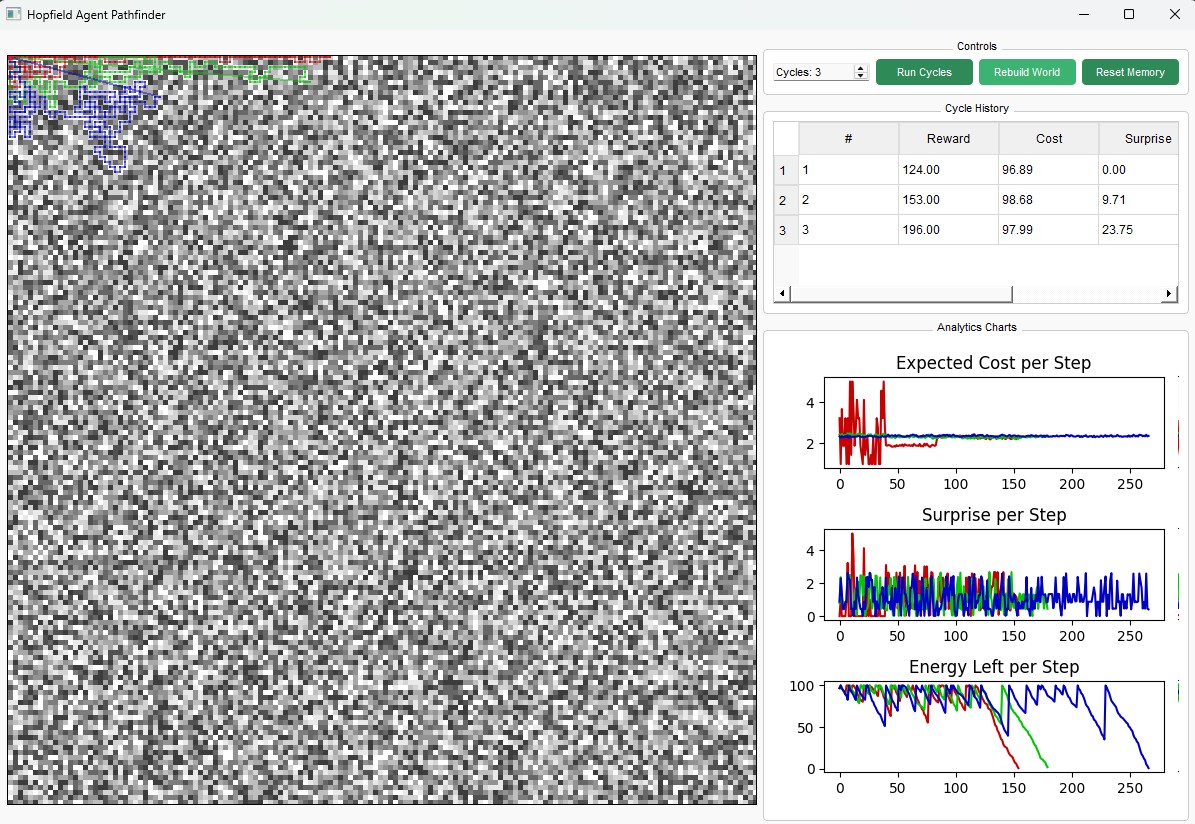 Hopfield Agent Pathfinder
Controls
Cycles: 3
Run Cycles
Rebuild World
Reset Memory
Cycle History
# Reward Cost Surprise
1 1 124.00 96.89 0.00
2 2 153.00 98.68 9.71
3 3 196.00 97.99 23.75
Analytics Charts
Expected Cost per Step
4
2
0 50 100 150 200 250
Surprise per Step
4
2
0
0 50 100 150 200 250
Energy Left per Step
100
50
0
0 50 100 150 200 250